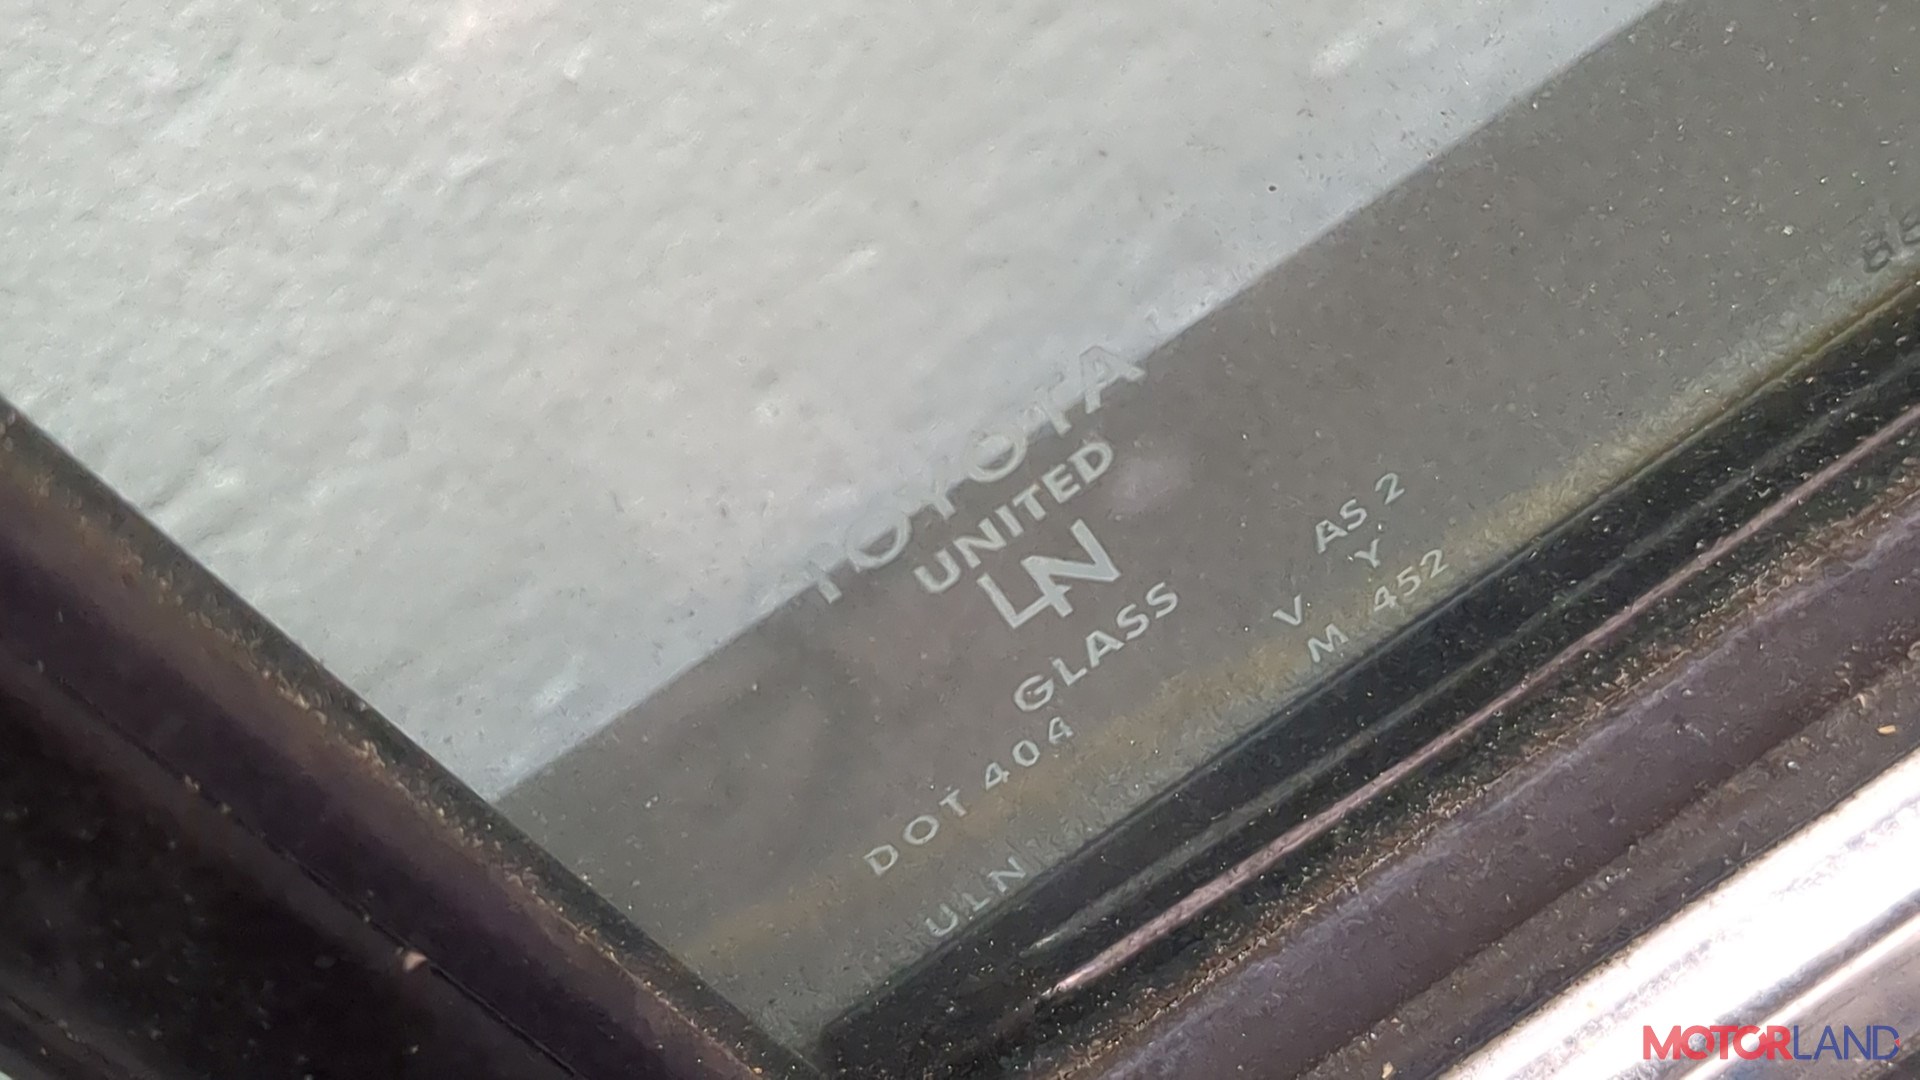 TOYOTA
UNITED
LN
GLASS
DOT 404 AS 2
V Y
ULN M 452
MOTORLAND